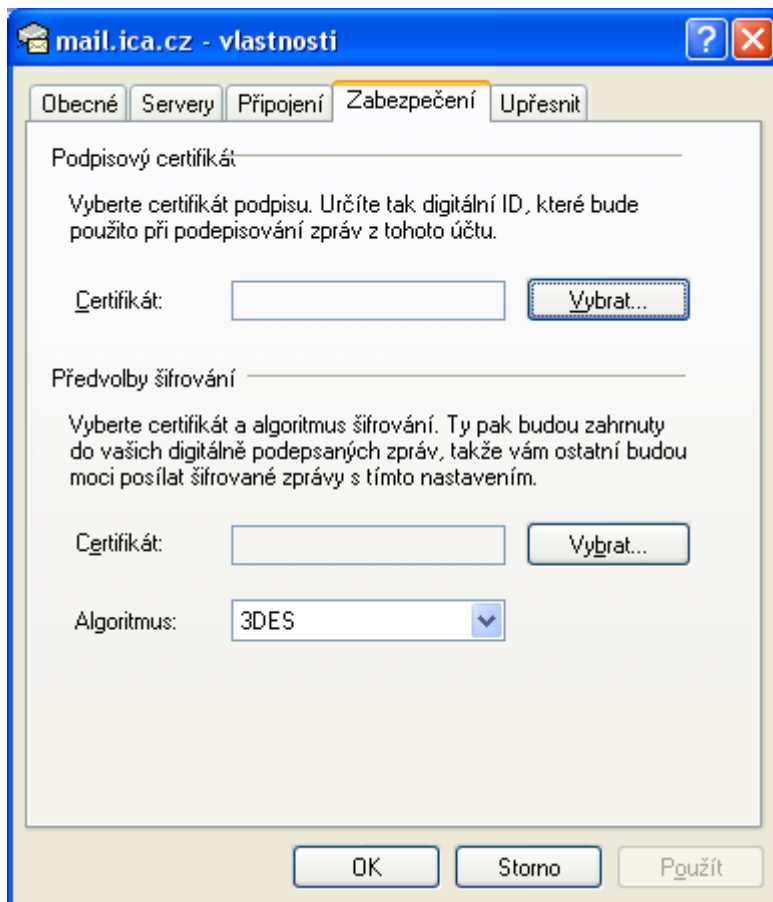 mail.ica.cz - vlastnosti
Obecné Servery Připojení Zabezpečení Upřesnit
Podpisový certifikát
Vyberte certifikát podpisu. Určíte tak digitální ID, které bude
použito při podepisování zpráv z tohoto účtu.
Certifikát: Vybrat...
Předvolby šifrování
Vyberte certifikát a algoritmus šifrování. Ty pak budou zahrnuty
do vašich digitálně podepsaných zpráv, takže vám ostatní budou
moci posílat šifrované zprávy s tímto nastavením.
Certifikát: Vybrat...
Algoritmus: 3DES
OK Storno Použít